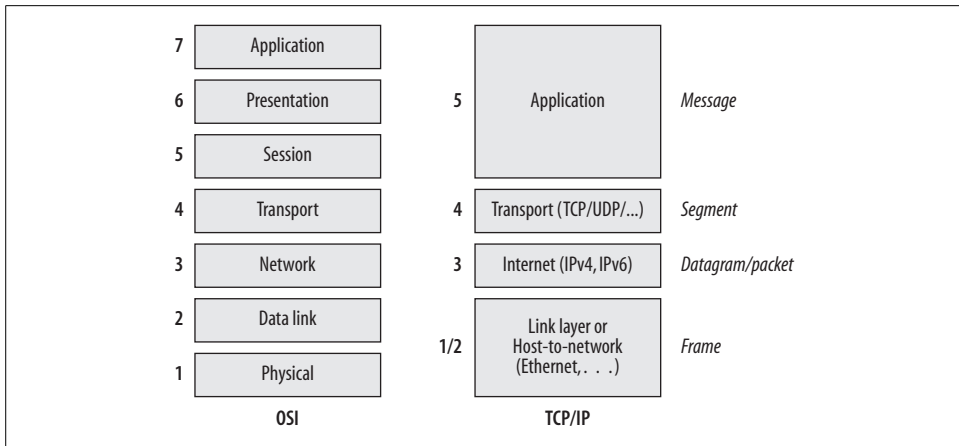 7 Application
6 Presentation
5 Session
4 Transport
3 Network
2 Data link
1 Physical
OSI
5 Application Message
4 Transport (TCP/UDP/...) Segment
3 Internet (IPv4, IPv6) Datagram/packet
1/2 Link layer or
Host-to-network
(Ethernet, . . .)
Frame
TCP/IP